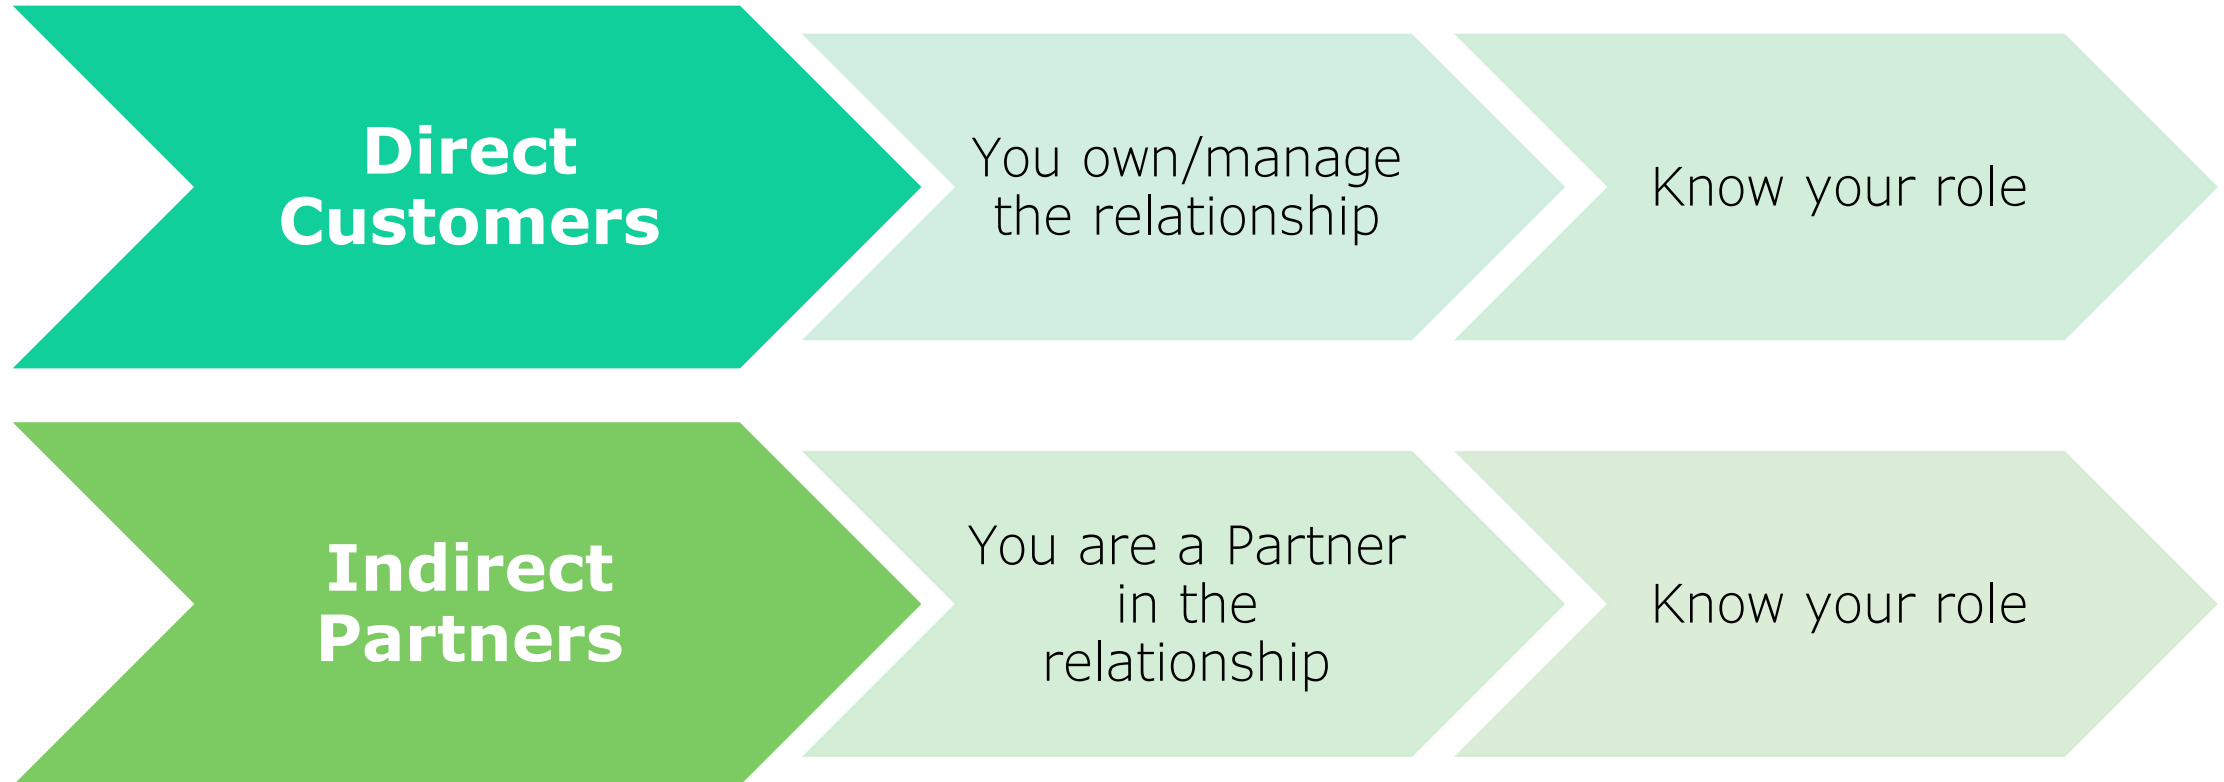 Direct
Customers
You own/manage
the relationship
Know your role
Indirect
Partners
You are a Partner
in the
relationship
Know your role